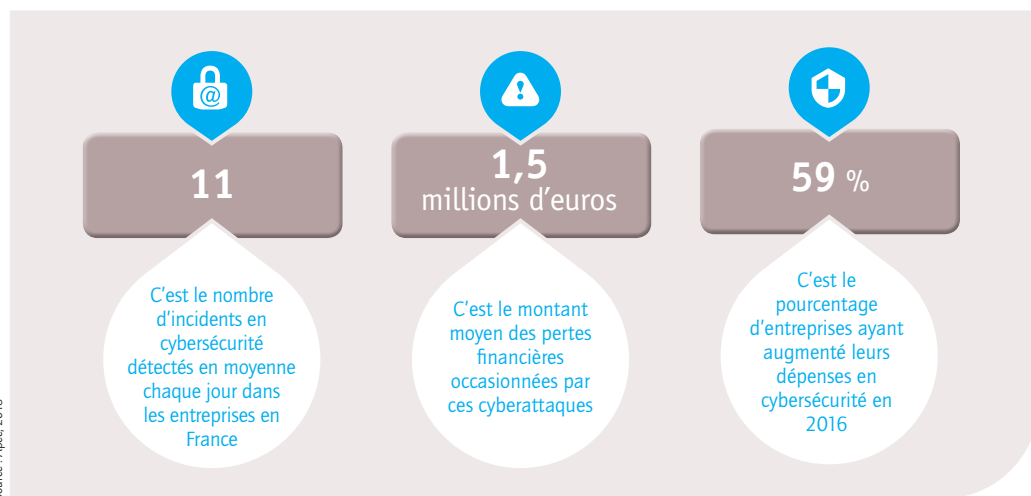 @
11
C'est le nombre
d'incidents en
cybersécurité
détectés en moyenne
chaque jour dans
les entreprises en
France
1,5
millions d'euros
C'est le montant
moyen des pertes
financières
occasionnées par
ces cyberattaques
59 %
C'est le
pourcentage
d'entreprises ayant
augmenté leurs
dépenses en
cybersécurité en
2016